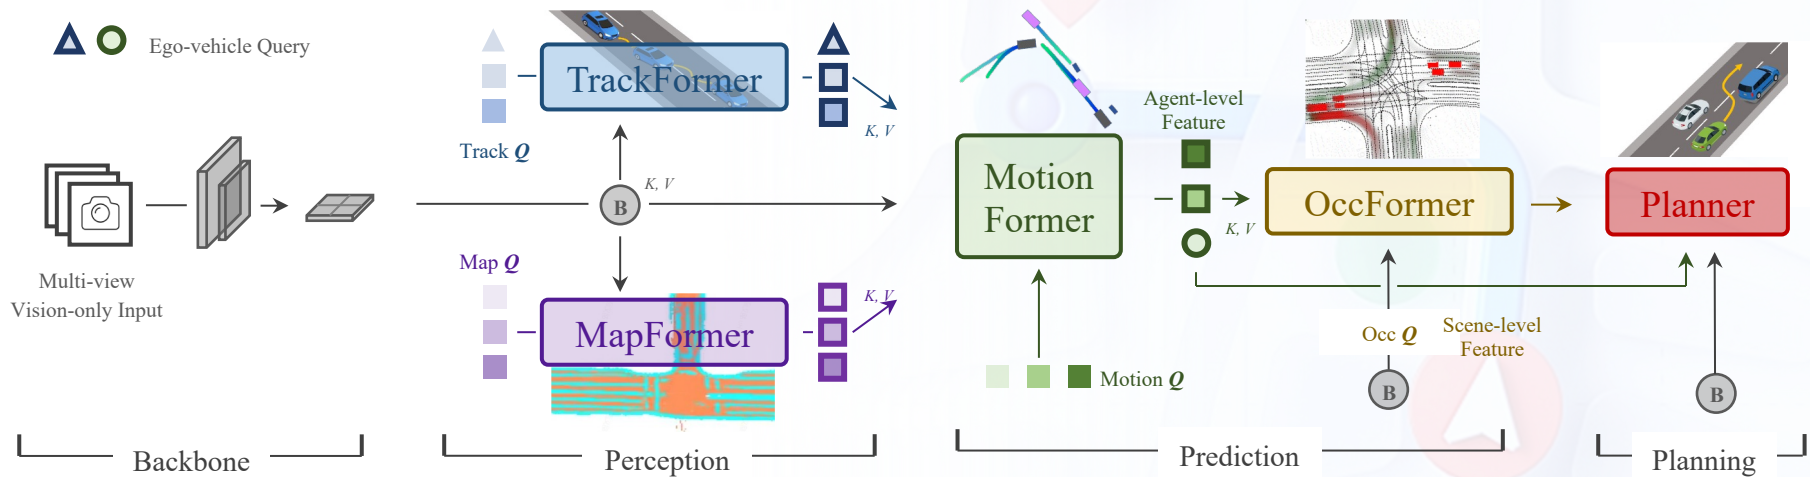 Ego-vehicle Query
Multi-view
Vision-only Input
Backbone
TrackFormer
Track Q
K, V
K, V
B
Map Q
MapFormer
K, V
Perception
Motion
Former
Agent-level
Feature
K, V
Motion Q
OccFormer
Occ Q
Scene-level
Feature
B
Prediction
Planner
B
Planning